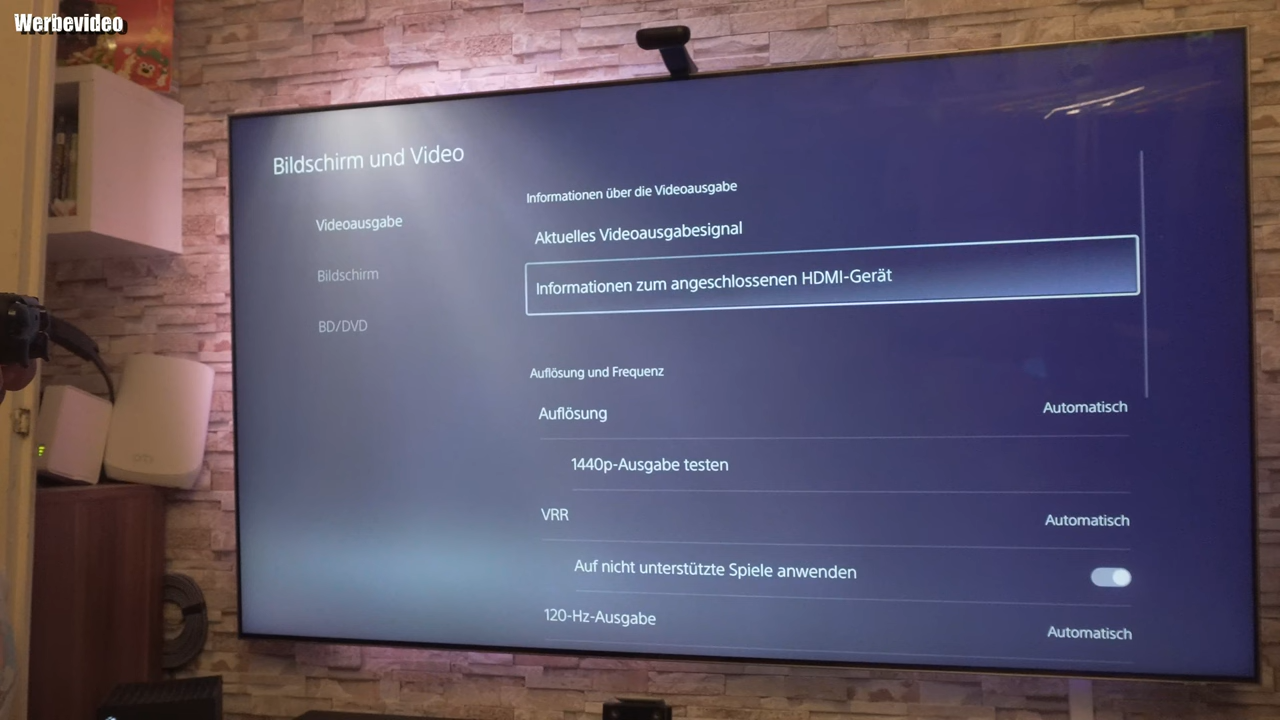 Werbevideo
Bildschirm und Video
Videoausgabe
Bildschirm
BD/DVD
Informationen über die Videoausgabe
Aktuelles Videoausgabesignal
Informationen zum angeschlossenen HDMI-Gerät
Auflösung und Frequenz
Auflösung Automatisch
1440p-Ausgabe testen
VRR Automatisch
Auf nicht unterstützte Spiele anwenden
120-Hz-Ausgabe Automatisch
orbi